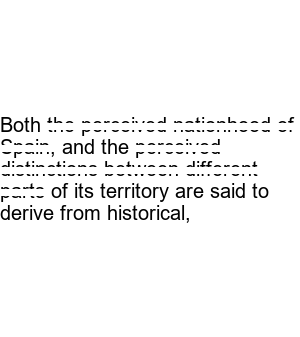 Both the perceived nationhood of
Spain, and the perceived
distinctions between different
parts of its territory are said to
derive from historical,